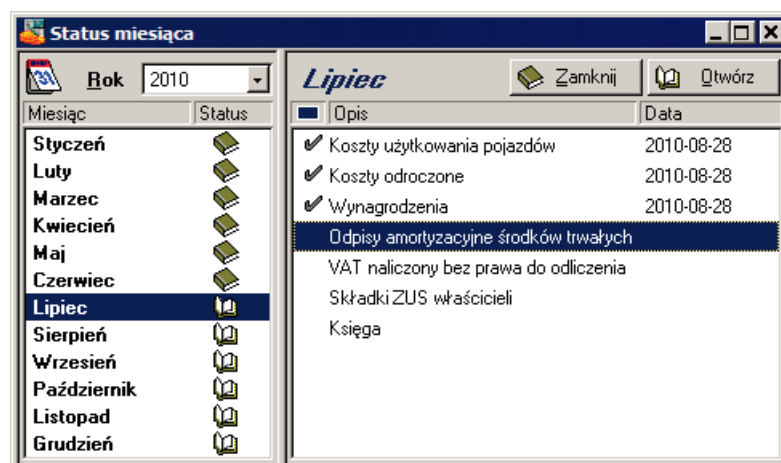 Status miesiąca
Rok 2010
Miesiąc Status
Styczeń
Luty
Marzec
Kwiecień
Maj
Czerwiec
Lipiec
Sierpień
Wrzesień
Październik
Listopad
Grudzień
Lipiec Zamknij Otwórz
Opis Data
Koszty użytkowania pojazdów 2010-08-28
Koszty odroczone 2010-08-28
Wynagrodzenia 2010-08-28
Odpisy amortyzacyjne środków trwałych
VAT naliczony bez prawa do odliczenia
Składki ZUS właścicieli
Księga